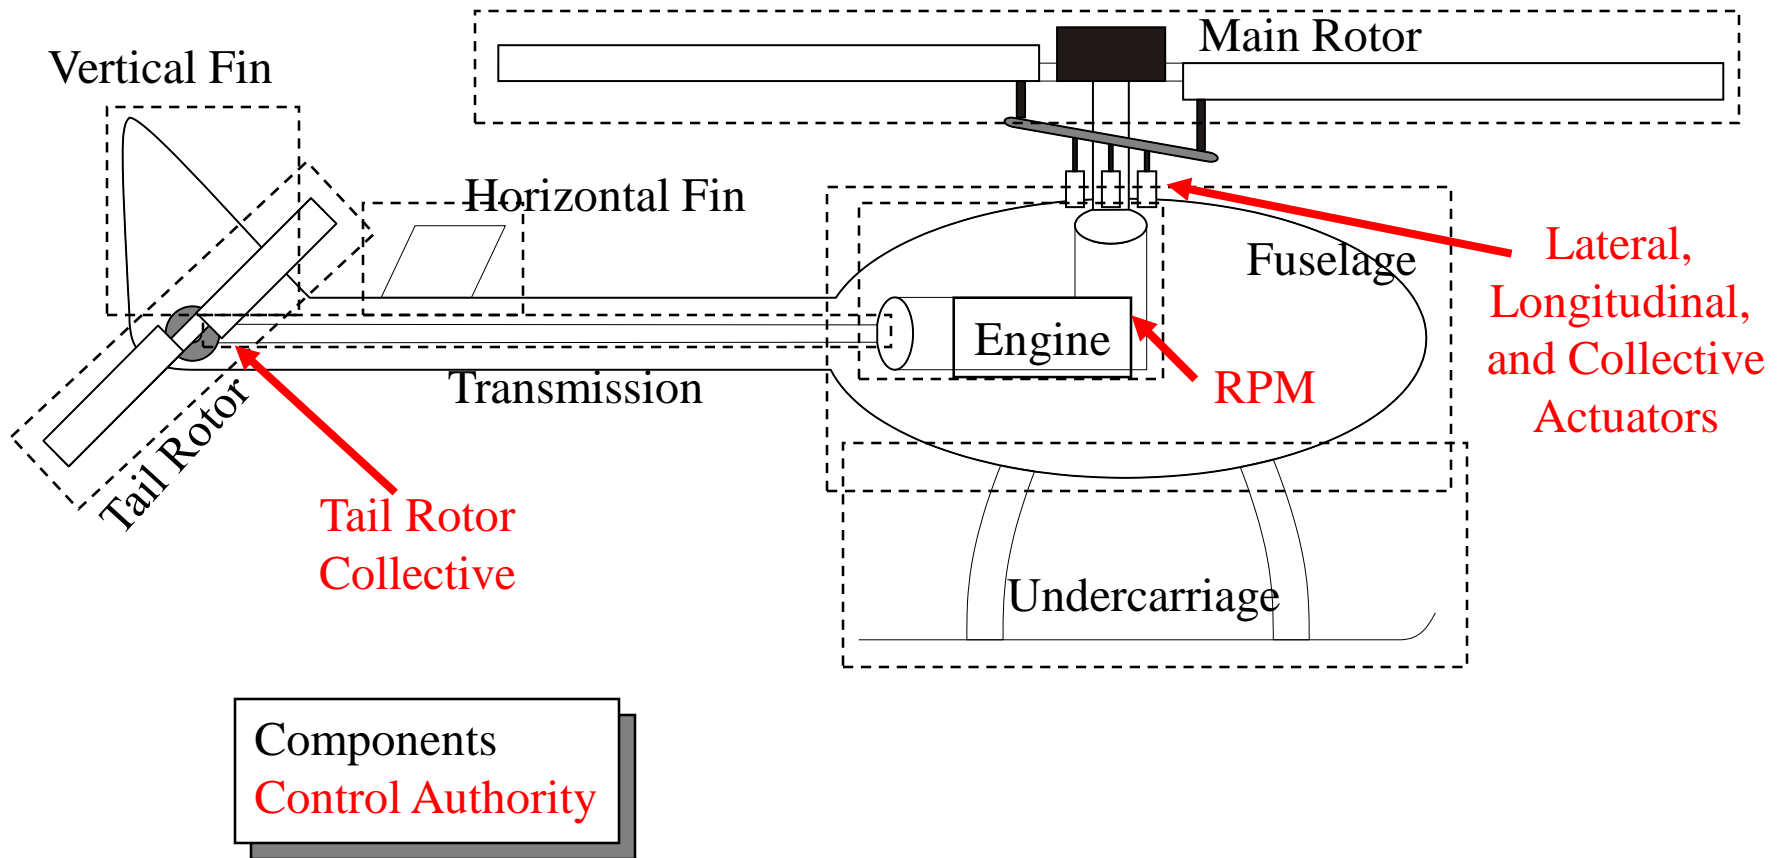 Main Rotor
Vertical Fin
Horizontal Fin
Fuselage
Lateral,
Longitudinal,
and Collective
Actuators
Engine
RPM
Transmission
Tail Rotor
Tail Rotor
Collective
Undercarriage
Components
Control Authority